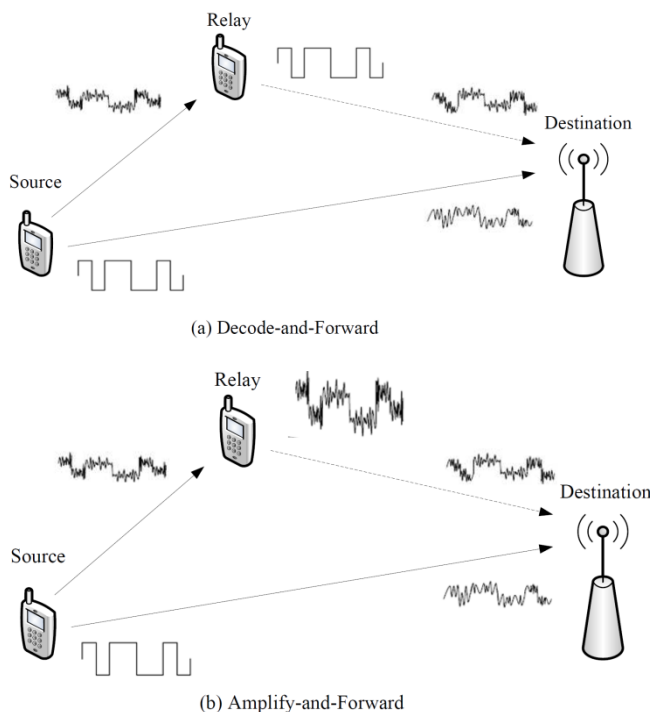 Relay
Destination
Source
(a) Decode-and-Forward
Relay
Destination
Source
(b) Amplify-and-Forward